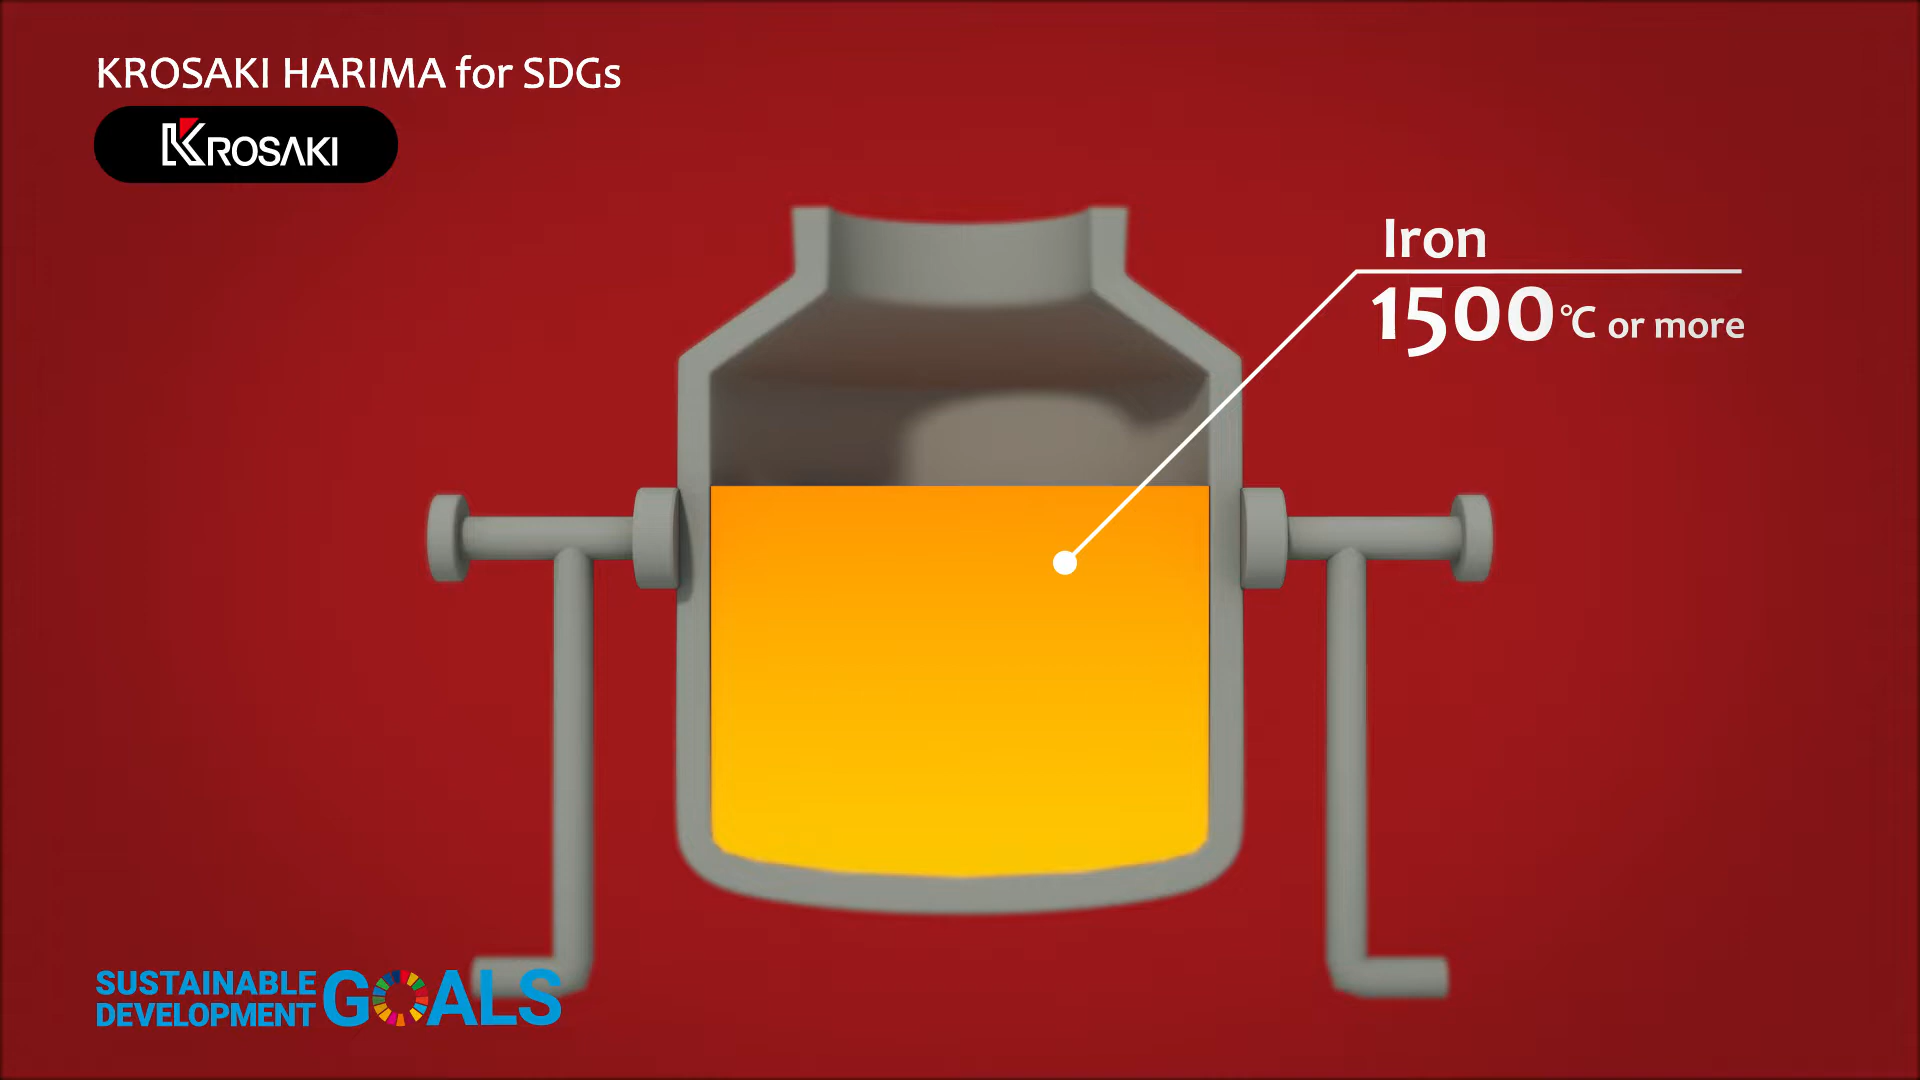 KROSAKI HARIMA for SDGs
KROSAKI
Iron
1500℃ or more
SUSTAINABLE
DEVELOPMENT
GOALS